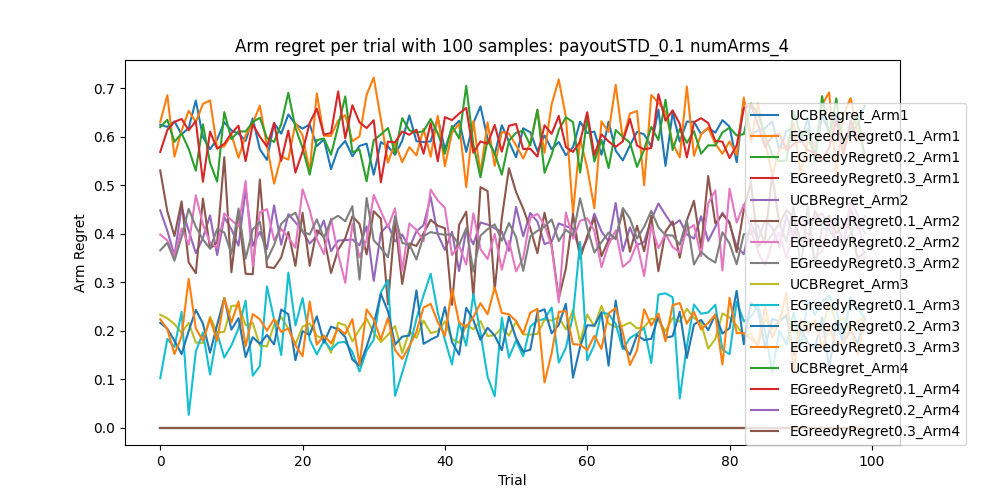 Arm regret per trial with 100 samples: payoutSTD_0.1 numArms_4
Arm Regret
0.7
0.6
0.5
0.4
0.3
0.2
0.1
0.0
0
20
40
60
80
100
Trial
UCBRegret_Arm1
EGreedyRegret0.1_Arm1
EGreedyRegret0.2_Arm1
EGreedyRegret0.3_Arm1
UCBRegret_Arm2
EGreedyRegret0.1_Arm2
EGreedyRegret0.2_Arm2
EGreedyRegret0.3_Arm2
UCBRegret_Arm3
EGreedyRegret0.1_Arm3
EGreedyRegret0.2_Arm3
EGreedyRegret0.3_Arm3
UCBRegret_Arm4
EGreedyRegret0.1_Arm4
EGreedyRegret0.2_Arm4
EGreedyRegret0.3_Arm4